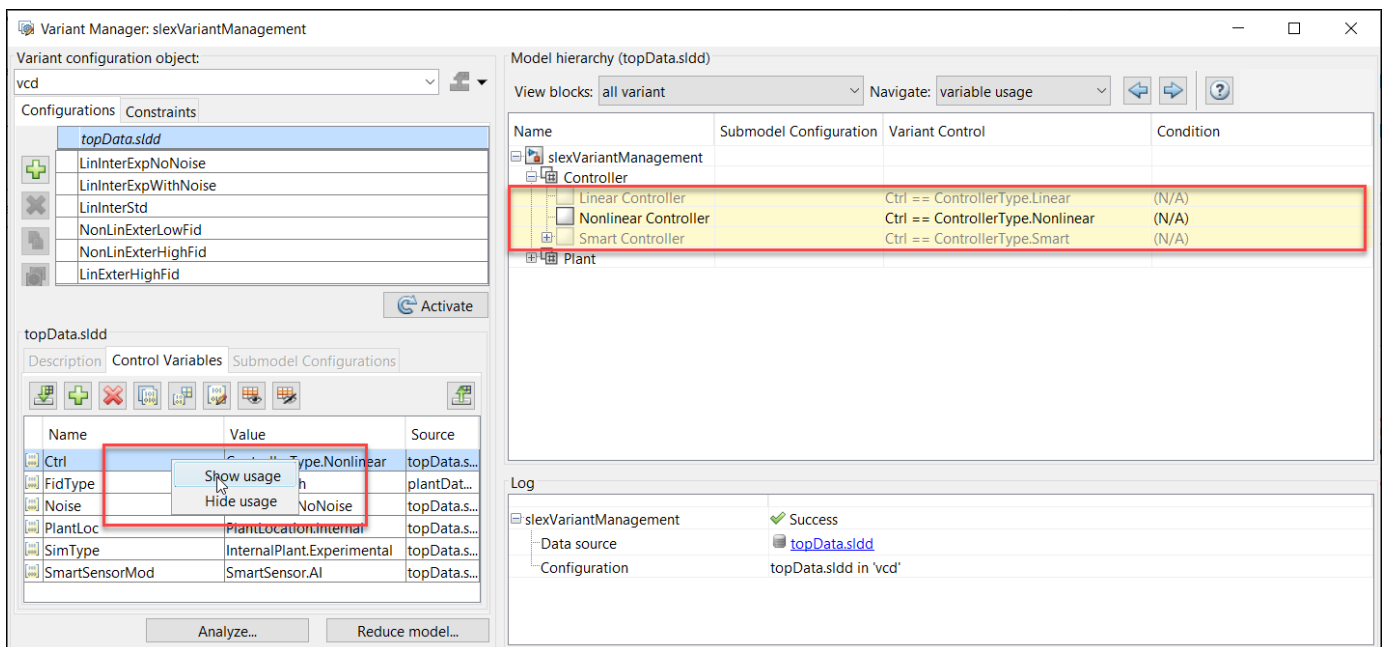 Variant Manager: slexVariantManagement
Variant configuration object:
vcd
Configurations Constraints
topData.sldd
LinInterExpNoNoise
LinInterExpWithNoise
LinInterStd
NonLinExterLowFid
NonLinExterHighFid
LinExterHighFid
Activate
topData.sldd
Description Control Variables Submodel Configurations
Name Value Source
Ctrl Type.Nonlinear topData.s...
FidType h plantDat...
Noise NoNoise topData.s...
PlantLoc PlantLocation.Internal topData.s...
SimType InternalPlant.Experimental topData.s...
SmartSensorMod SmartSensor.AI topData.s...
Show usage
Hide usage
Analyze... Reduce model...
Model hierarchy (topData.sldd)
View blocks: all variant Navigate: variable usage
Name Submodel Configuration Variant Control Condition
slexVariantManagement
Controller
Linear Controller Ctrl == ControllerType.Linear (N/A)
Nonlinear Controller Ctrl == ControllerType.Nonlinear (N/A)
Smart Controller Ctrl == ControllerType.Smart (N/A)
Plant
Log
slexVariantManagement Success
Data source topData.sldd
Configuration topData.sldd in 'vcd'